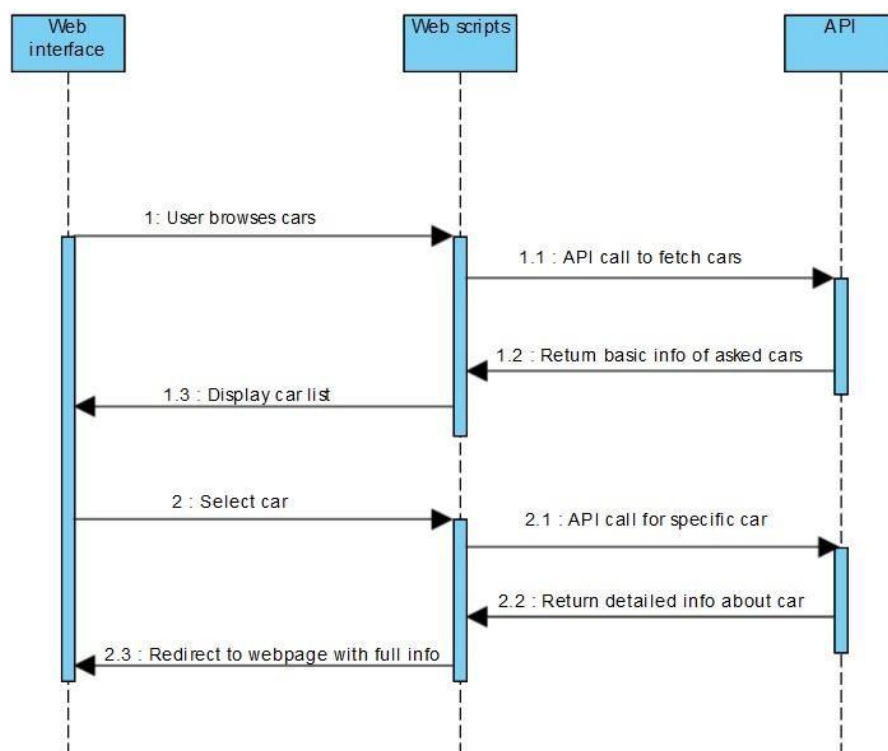 Web
interface
Web scripts
API
1: User browses cars
1.1 : API call to fetch cars
1.2 : Return basic info of asked cars
1.3 : Display car list
2 : Select car
2.1 : API call for specific car
2.2 : Return detailed info about car
2.3 : Redirect to webpage with full info